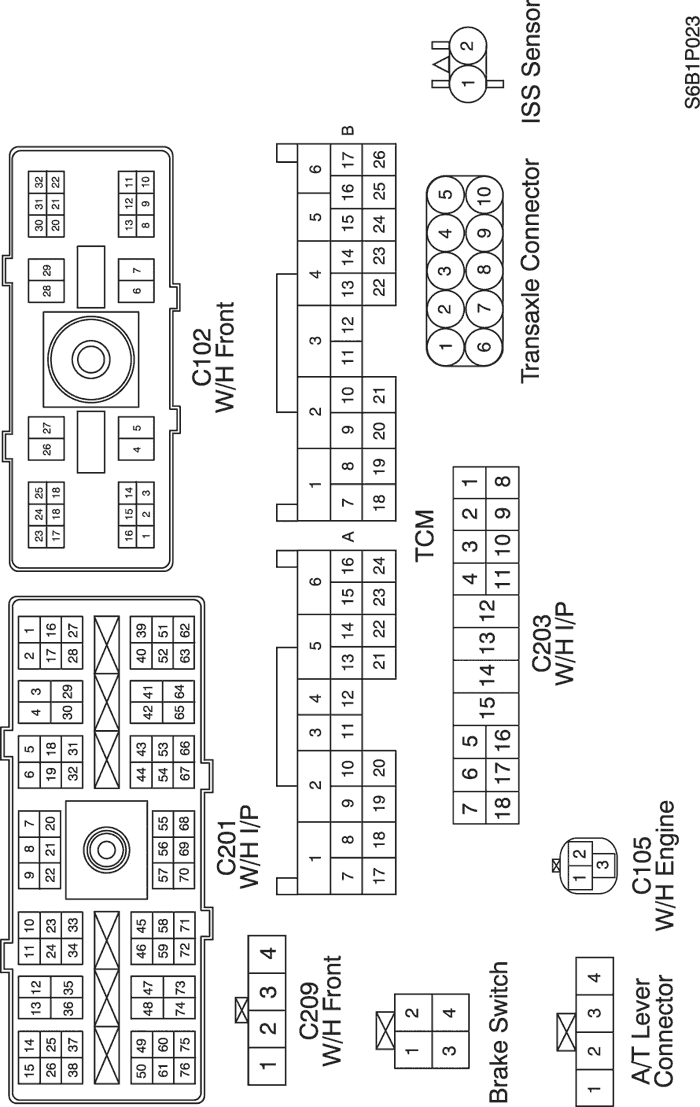 15 14 13 12 11 10 9 8 7 6 5 4 3 2 1
26 25 24 23 22 21 20 19 18 17 16
38 37 36 35 34 33 32 31 30 29 28 27
50 49 48 47 46 45 57 56 55 44 43 42 41 40 39
61 60 59 58 70 69 68 54 53 52 51
76 75 74 73 72 71 67 66 65 64 63 62
C201
W/H I/P
23 24 25 26 27 28 29 30 31 32
17 18 18 20 21 22
16 15 14 4 5 6 7 13 12 11
1 2 3 8 9 10
C102
W/H Front
1 2 3 4
C209
W/H Front
1 2 3 4 5 6
7 8 9 10 11 12 13 14 15 16
17 18 19 20 21 22 23 24
A
1 2 3 4 5 6
7 8 9 10 11 12 13 14 15 16 17
18 19 20 21 22 23 24 25 26
B
TCM
1 2
3 4
Brake Switch
7 6 5 15 14 13 12 4 3 2 1
18 17 16 11 10 9 8
C203
W/H I/P
1 2 3 4 5
6 7 8 9 10
Transaxle Connector
1 2
ISS Sensor
1 2 3 4
A/T Lever
Connector
1 2
3
C105
W/H Engine
S6B1P023